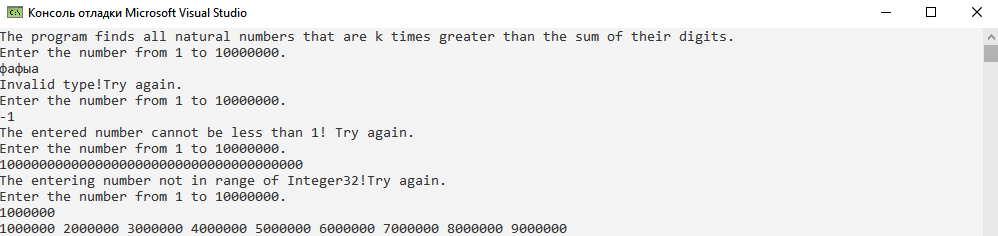 Консоль отладки Microsoft Visual Studio
The program finds all natural numbers that are k times greater than the sum of their digits.
Enter the number from 1 to 10000000.
фафыа
Invalid type!Try again.
Enter the number from 1 to 10000000.
-1
The entered number cannot be less than 1! Try again.
Enter the number from 1 to 10000000.
10000000000000000000000000000000000000
The entering number not in range of Integer32!Try again.
Enter the number from 1 to 10000000.
1000000
1000000 2000000 3000000 4000000 5000000 6000000 7000000 8000000 9000000